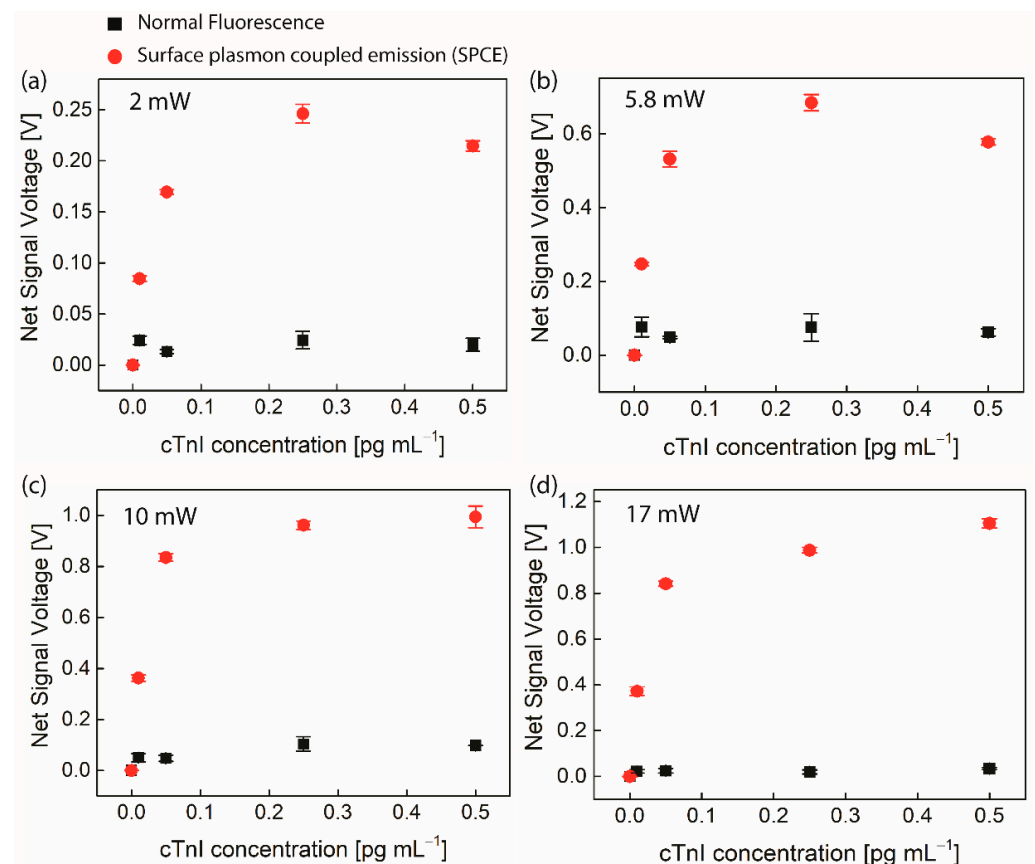 Normal Fluorescence
Surface plasmon coupled emission (SPCE)
(a)
2 mW
Net Signal Voltage [V]
0.25
0.20
0.15
0.10
0.05
0.00
0.0 0.1 0.2 0.3 0.4 0.5
cTnI concentration [pg mL⁻¹]
(b)
5.8 mW
Net Signal Voltage [V]
0.6
0.4
0.2
0.0
0.0 0.1 0.2 0.3 0.4 0.5
cTnI concentration [pg mL⁻¹]
(c)
10 mW
Net Signal Voltage [V]
1.0
0.8
0.6
0.4
0.2
0.0
0.0 0.1 0.2 0.3 0.4 0.5
cTnI concentration [pg mL⁻¹]
(d)
17 mW
Net Signal Voltage [V]
1.2
1.0
0.8
0.6
0.4
0.2
0.0
0.0 0.1 0.2 0.3 0.4 0.5
cTnI concentration [pg mL⁻¹]